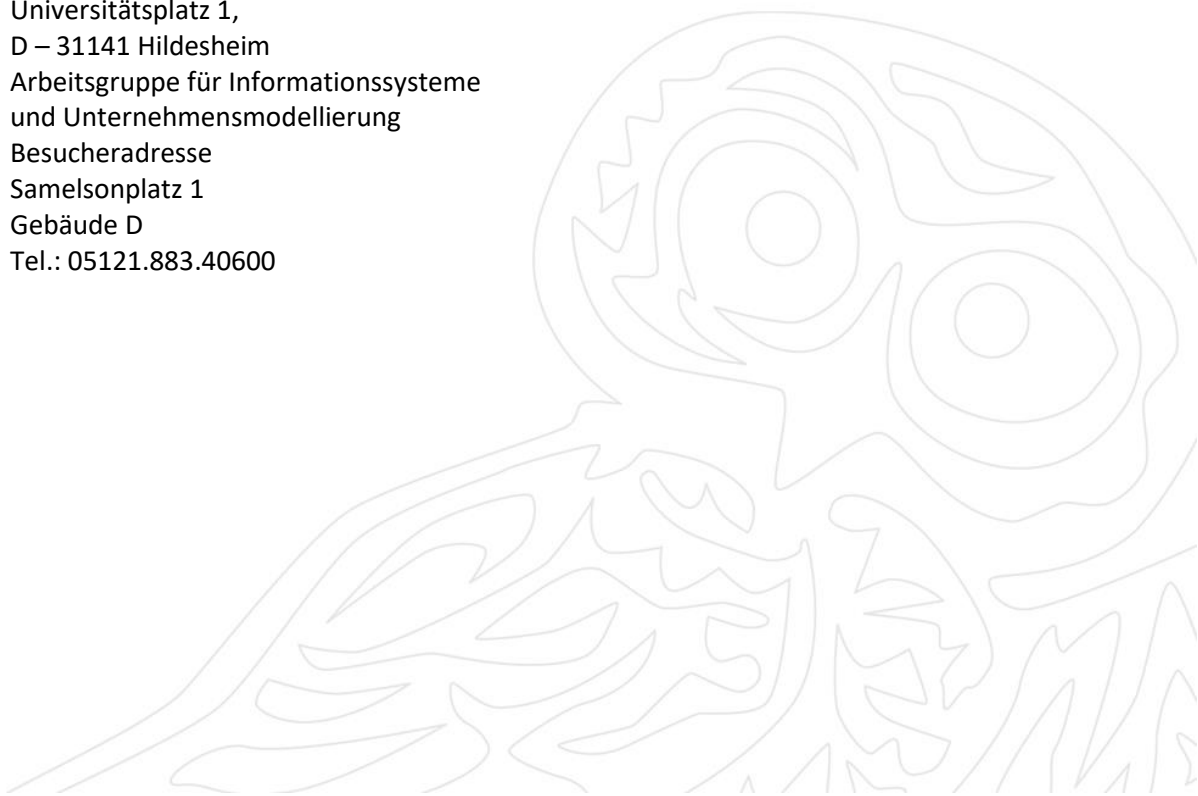 Universitätsplatz 1,
D – 31141 Hildesheim
Arbeitsgruppe für Informationssysteme
und Unternehmensmodellierung
Besucheradresse
Samelsonplatz 1
Gebäude D
Tel.: 05121.883.40600